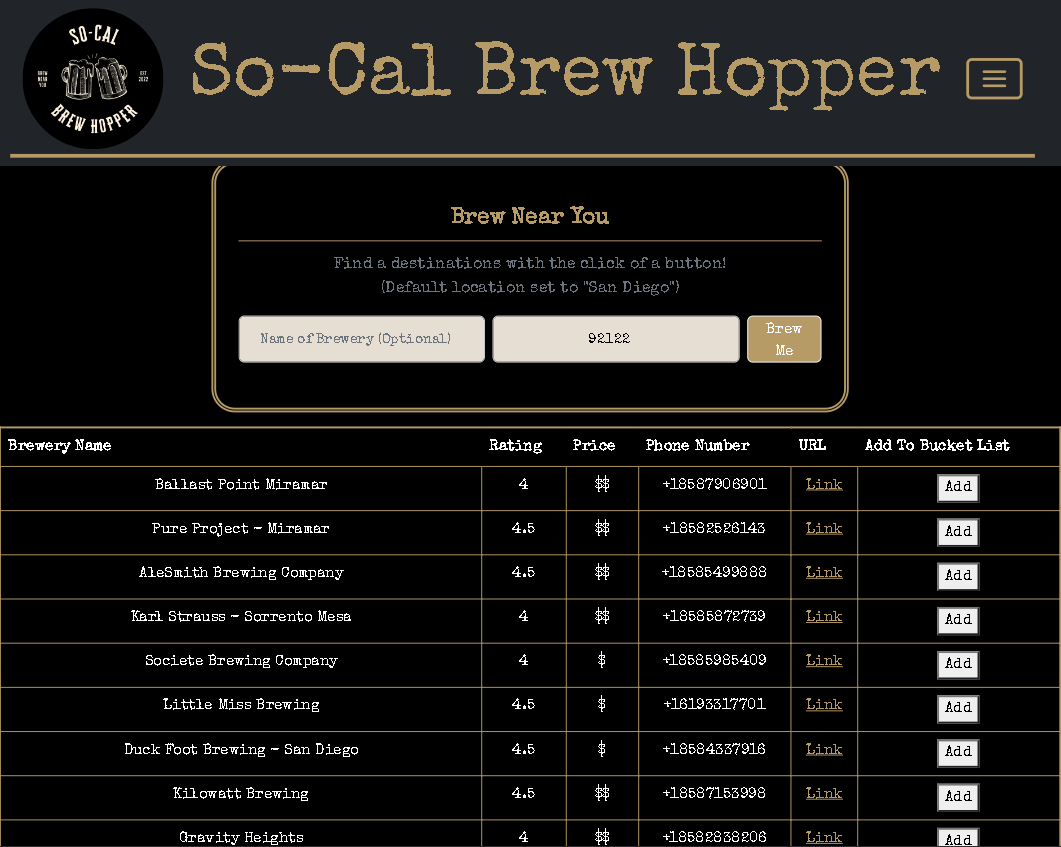 SO-CAL
BREW NEAR YOU
EST 2022
BREW HOPPER
So-Cal Brew Hopper
Brew Near You
Find a destinations with the click of a button!
(Default location set to "San Diego")
Name of Brewery (Optional)
92122
Brew
Me
Brewery Name Rating Price Phone Number URL Add To Bucket List
Ballast Point Miramar 4 $$ +18587906901 Link Add
Pure Project - Miramar 4.5 $$ +18582526143 Link Add
AleSmith Brewing Company 4.5 $$ +18585499888 Link Add
Karl Strauss - Sorrento Mesa 4 $$ +18585872739 Link Add
Societe Brewing Company 4 $ +18585985409 Link Add
Little Miss Brewing 4.5 $ +16193317701 Link Add
Duck Foot Brewing - San Diego 4.5 $ +18584337916 Link Add
Kilowatt Brewing 4.5 $$ +18587153998 Link Add
Gravity Heights 4 $$ +18582838206 Link Add